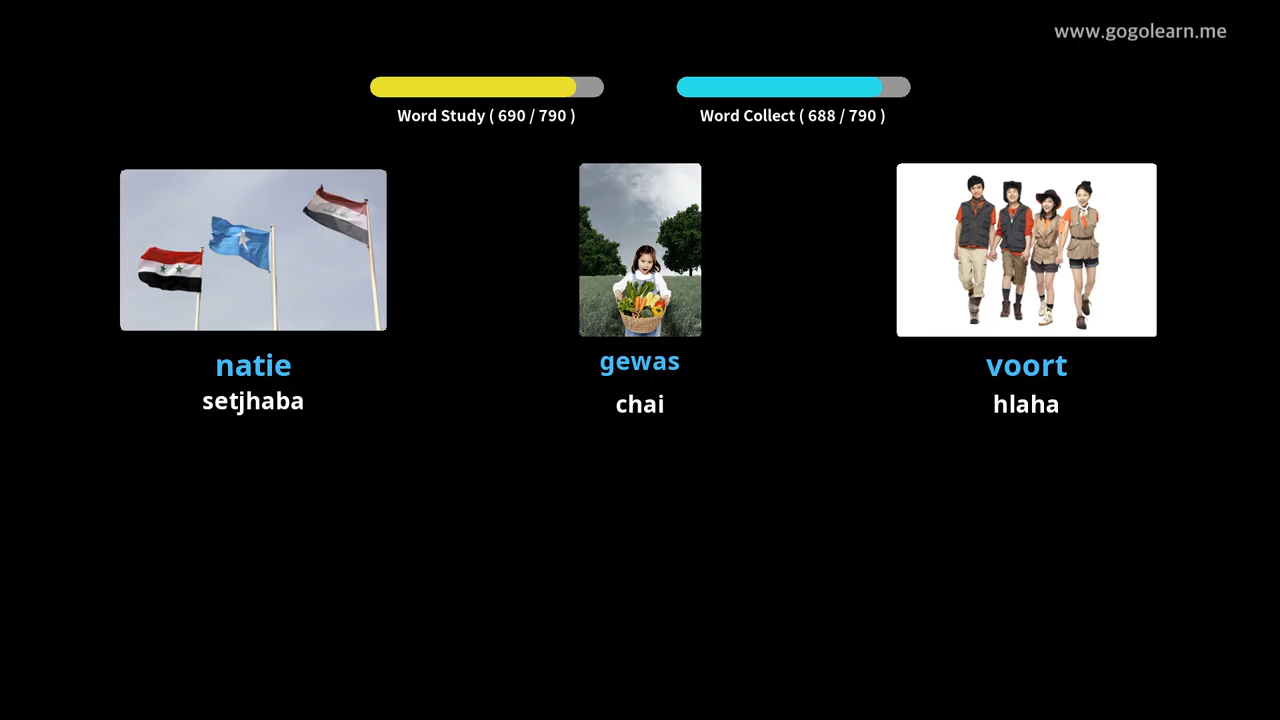 www.gogolearn.me
Word Study ( 690 / 790 )
Word Collect ( 688 / 790 )
natie
setjhaba
gewas
chai
voort
hlaha